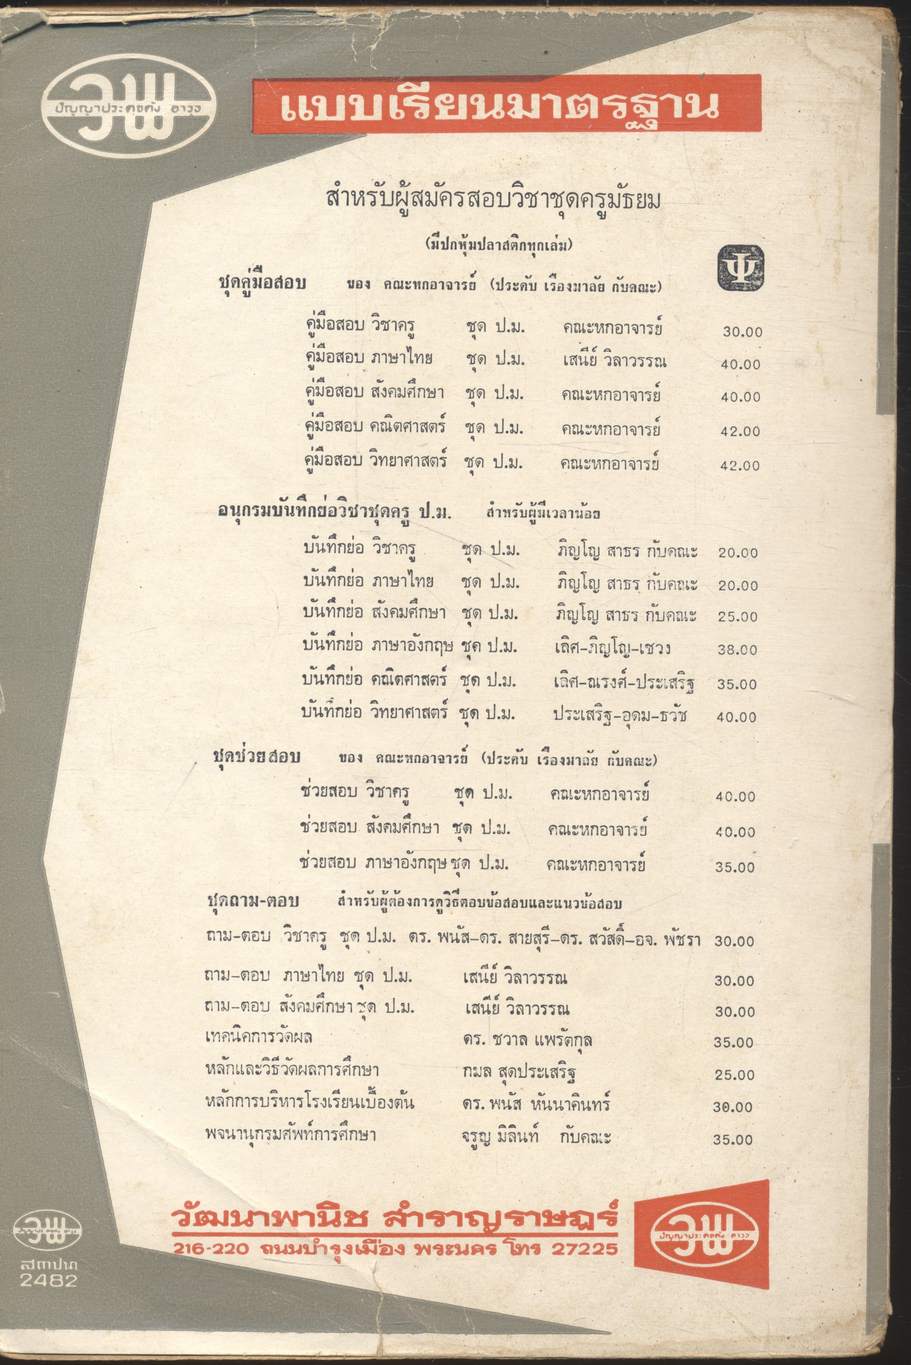 วพ
ปัญญาประดุจดัง อาวุธ
แบบเรียนมาตรฐาน
สำหรับผู้สมัครสอบวิชาชุดครูมัธยม
(มีปกหุ้มปลาสติกทุกเล่ม)
ชุดคู่มือสอบ ของ คณะหกอาจารย์ (ประดับ เรืองมาลัย กับคณะ)
คู่มือสอบ วิชาครู ชุด ป.ม. คณะหกอาจารย์ 30.00
คู่มือสอบ ภาษาไทย ชุด ป.ม. เสนีย์ วิลาวรรณ 40.00
คู่มือสอบ สังคมศึกษา ชุด ป.ม. คณะหกอาจารย์ 40.00
คู่มือสอบ คณิตศาสตร์ ชุด ป.ม. คณะหกอาจารย์ 42.00
คู่มือสอบ วิทยาศาสตร์ ชุด ป.ม. คณะหกอาจารย์ 42.00
อนุกรมบันทึกย่อวิชาชุดครู ป.ม. สำหรับผู้มีเวลาน้อย
บันทึกย่อ วิชาครู ชุด ป.ม. ภิญโญ สาธร กับคณะ 20.00
บันทึกย่อ ภาษาไทย ชุด ป.ม. ภิญโญ สาธร กับคณะ 20.00
บันทึกย่อ สังคมศึกษา ชุด ป.ม. ภิญโญ สาธร กับคณะ 25.00
บันทึกย่อ ภาษาอังกฤษ ชุด ป.ม. เลิศ-ภิญโญ-เชวง 38.00
บันทึกย่อ คณิตศาสตร์ ชุด ป.ม. เลิศ-ณรงค์-ประเสริฐ 35.00
บันทึกย่อ วิทยาศาสตร์ ชุด ป.ม. ประเสริฐ-อุดม-ธวัช 40.00
ชุดช่วยสอบ ของ คณะหกอาจารย์ (ประดับ เรืองมาลัย กับคณะ)
ช่วยสอบ วิชาครู ชุด ป.ม. คณะหกอาจารย์ 40.00
ช่วยสอบ สังคมศึกษา ชุด ป.ม. คณะหกอาจารย์ 40.00
ช่วยสอบ ภาษาอังกฤษ ชุด ป.ม. คณะหกอาจารย์ 35.00
ชุดถาม-ตอบ สำหรับผู้ต้องการดูวิธีตอบข้อสอบและแนวข้อสอบ
ถาม-ตอบ วิชาครู ชุด ป.ม. ดร. พนัส-ดร. สายสุรี-ดร. สวัสดิ์-อจ. พัชรา 30.00
ถาม-ตอบ ภาษาไทย ชุด ป.ม. เสนีย์ วิลาวรรณ 30.00
ถาม-ตอบ สังคมศึกษา ชุด ป.ม. เสนีย์ วิลาวรรณ 30.00
เทคนิคการวัดผล ดร. ชวาล แพรัตกุล 35.00
หลักและวิธีวัดผลการศึกษา กมล สุดประเสริฐ 25.00
หลักการบริหารโรงเรียนเบื้องต้น ดร. พนัส หันนาคินทร์ 30.00
พจนานุกรมศัพท์การศึกษา จรูญ มิลินท์ กับคณะ 35.00
วัฒนาพานิช สำราญราษฎร์
216-220 ถนนบำรุงเมือง พระนคร โทร 27225
วพ
ปัญญาประดุจดัง อาวุธ
วพ
สถาปนา
2482